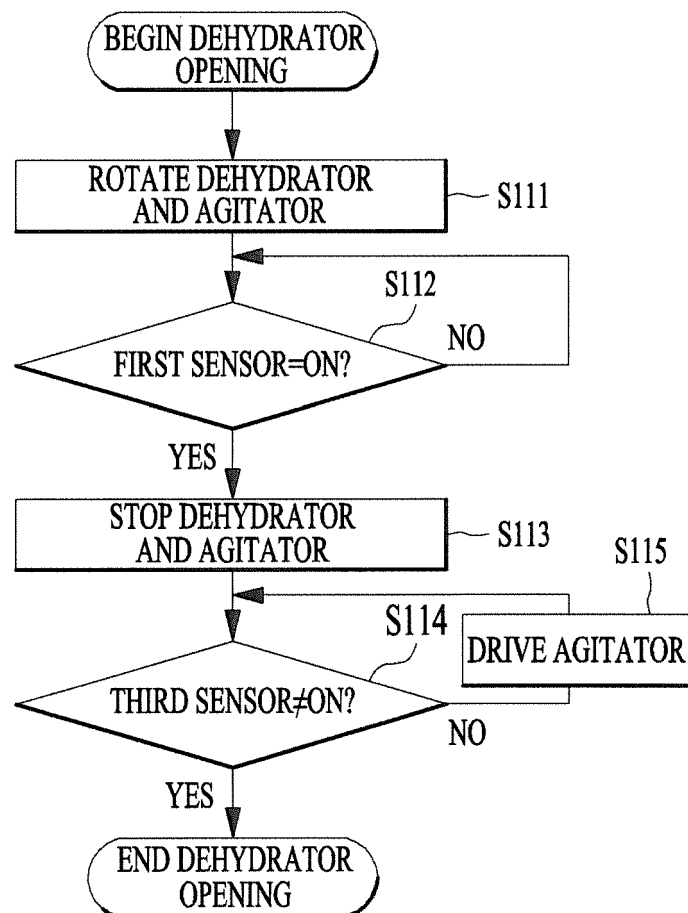 BEGIN DEHYDRATOR
OPENING
ROTATE DEHYDRATOR
AND AGITATOR
S111
S112
FIRST SENSOR=ON?
NO
YES
STOP DEHYDRATOR
AND AGITATOR
S113
S115
DRIVE AGITATOR
S114
THIRD SENSOR≠ON?
NO
YES
END DEHYDRATOR
OPENING